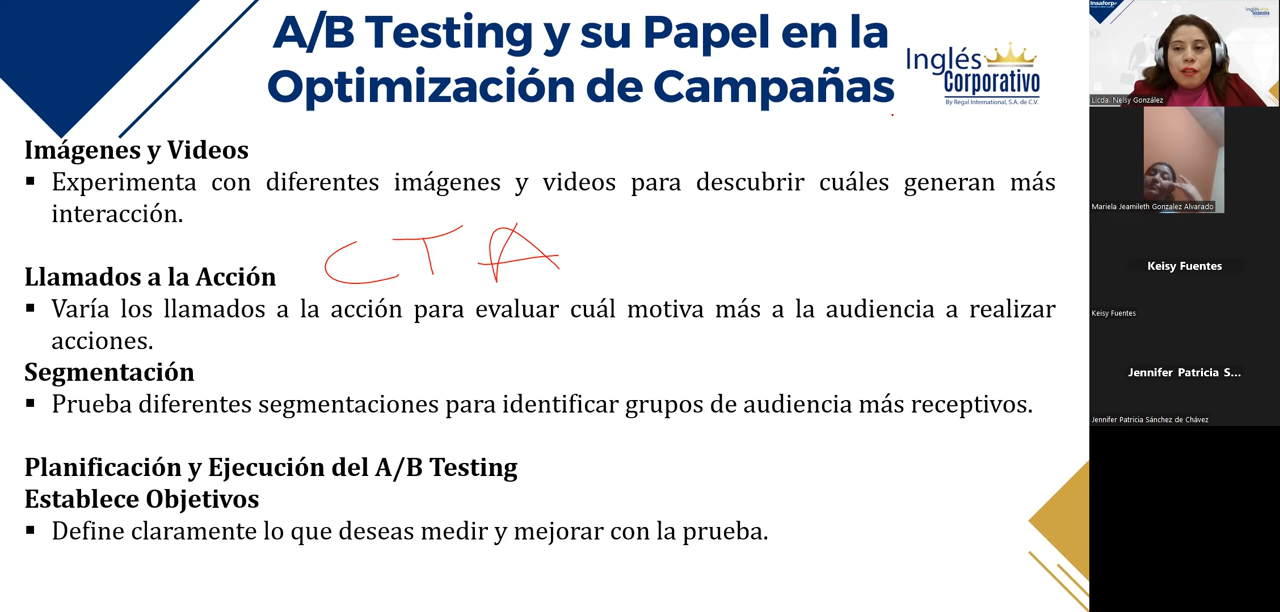 A/B Testing y su Papel en la
Optimización de Campañas
Inglés
Corporativo
By Regal International, S.A. de C.V.
Imágenes y Videos
▪ Experimenta con diferentes imágenes y videos para descubrir cuáles generan más
interacción.
CTA
Llamados a la Acción
▪ Varía los llamados a la acción para evaluar cuál motiva más a la audiencia a realizar
acciones.
Segmentación
▪ Prueba diferentes segmentaciones para identificar grupos de audiencia más receptivos.
Planificación y Ejecución del A/B Testing
Establece Objetivos
▪ Define claramente lo que deseas medir y mejorar con la prueba.
Insaforp
Inglés
Corporativo
Licda. Nelsy González
Mariela Jeamileth Gonzalez Alvarado
Keisy Fuentes
Keisy Fuentes
Jennifer Patricia S...
Jennifer Patricia Sánchez de Chávez